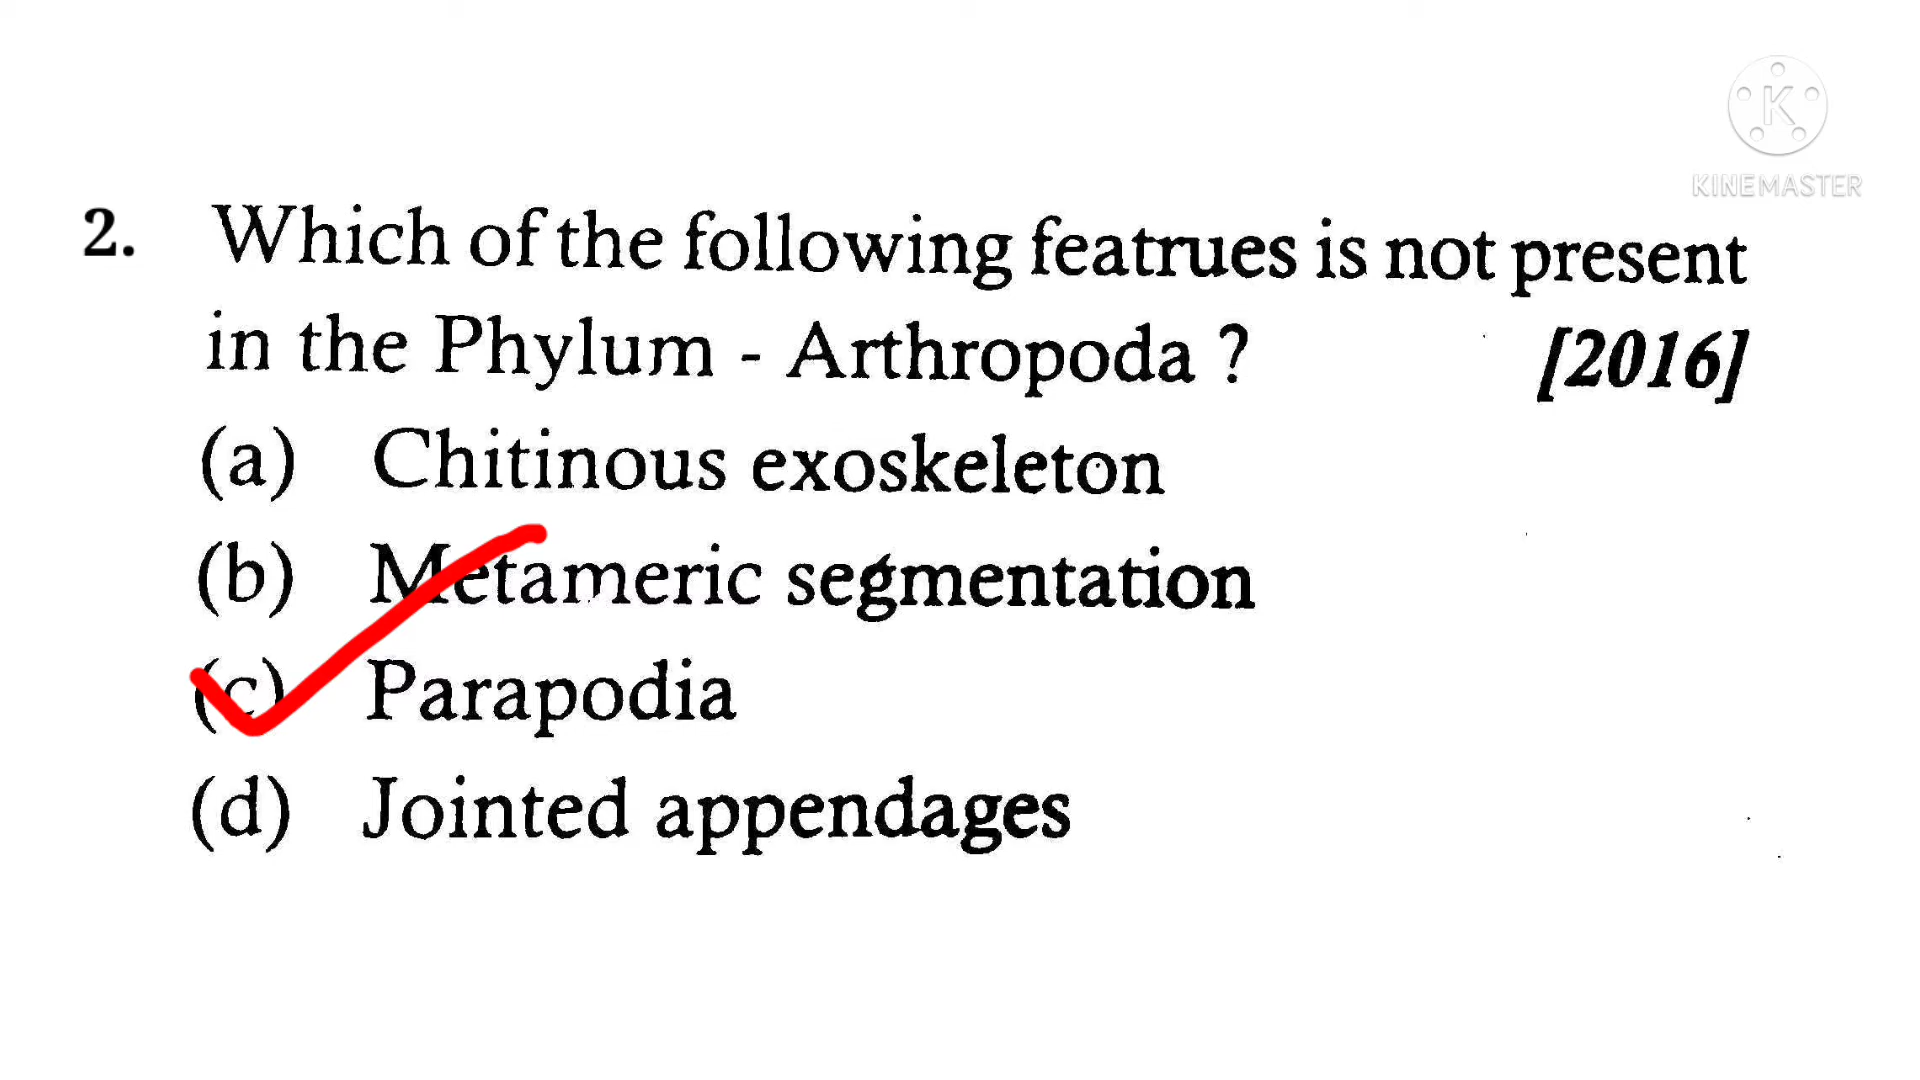 KINEMASTER
2. Which of the following featrues is not present
in the Phylum - Arthropoda ? [2016]
(a) Chitinous exoskeleton
(b) Metameric segmentation
(c) Parapodia
(d) Jointed appendages